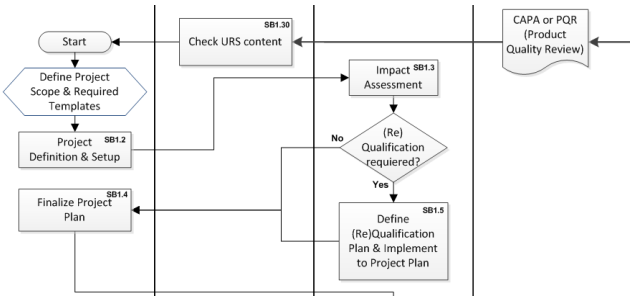 Start
SB1.30
Check URS content
CAPA or PQR
(Product
Quality Review)
Define Project
Scope & Required
Templates
Impact SB1.3
Assessment
Project SB1.2
Definition & Setup
No
(Re)
Qualification
requiered?
Yes
SB1.4
Finalize Project
Plan
SB1.5
Define
(Re)Qualification
Plan & Implement
to Project Plan